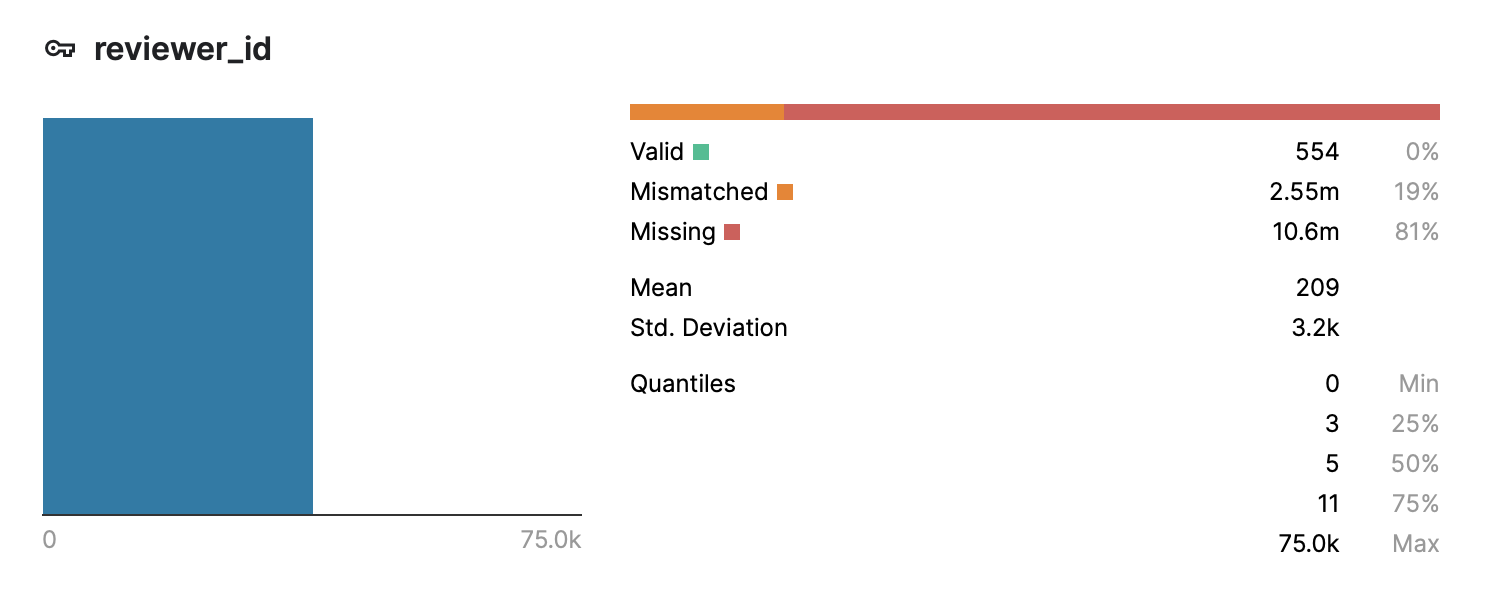 reviewer_id
Valid 554 0%
Mismatched 2.55m 19%
Missing 10.6m 81%
Mean 209
Std. Deviation 3.2k
Quantiles 0 Min
3 25%
5 50%
11 75%
75.0k Max
0 75.0k